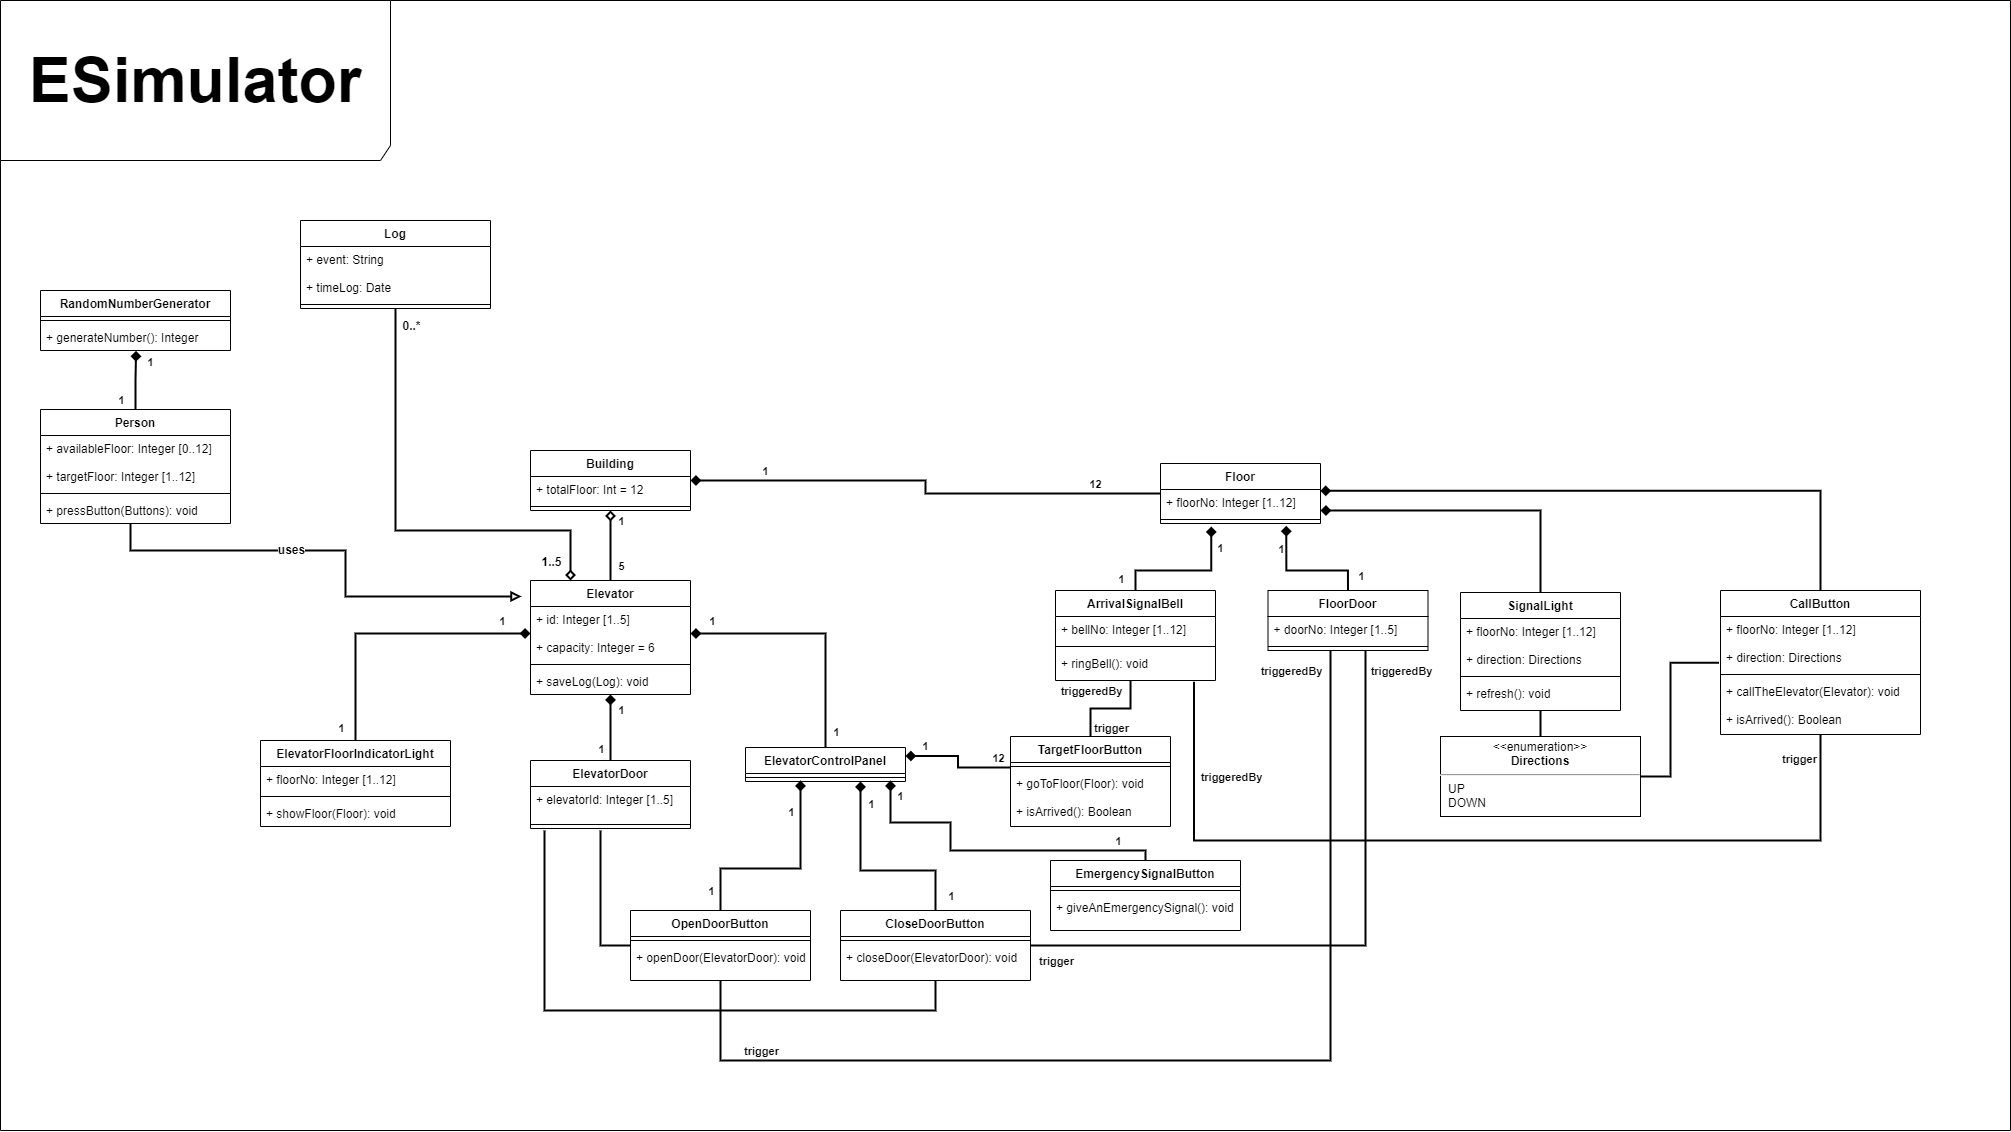 ESimulator
Log
+ event: String
+ timeLog: Date
0..*
RandomNumberGenerator
+ generateNumber(): Integer
1
1
Person
+ availableFloor: Integer [0..12]
+ targetFloor: Integer [1..12]
+ pressButton(Buttons): void
uses
Building
+ totalFloor: Int = 12
1
12
1
5
1..5
Floor
+ floorNo: Integer [1..12]
1
1
1
1
Elevator
+ id: Integer [1..5]
+ capacity: Integer = 6
+ saveLog(Log): void
1
1
1
1
1
1
ArrivalSignalBell
+ bellNo: Integer [1..12]
+ ringBell(): void
triggeredBy
trigger
triggeredBy
FloorDoor
+ doorNo: Integer [1..5]
triggeredBy
triggeredBy
SignalLight
+ floorNo: Integer [1..12]
+ direction: Directions
+ refresh(): void
CallButton
+ floorNo: Integer [1..12]
+ direction: Directions
+ callTheElevator(Elevator): void
+ isArrived(): Boolean
trigger
<<enumeration>>
Directions
UP
DOWN
ElevatorFloorIndicatorLight
+ floorNo: Integer [1..12]
+ showFloor(Floor): void
ElevatorDoor
+ elevatorId: Integer [1..5]
ElevatorControlPanel
1
12
TargetFloorButton
+ goToFloor(Floor): void
+ isArrived(): Boolean
1
1
1
1
1
1
EmergencySignalButton
+ giveAnEmergencySignal(): void
OpenDoorButton
+ openDoor(ElevatorDoor): void
CloseDoorButton
+ closeDoor(ElevatorDoor): void
trigger
trigger